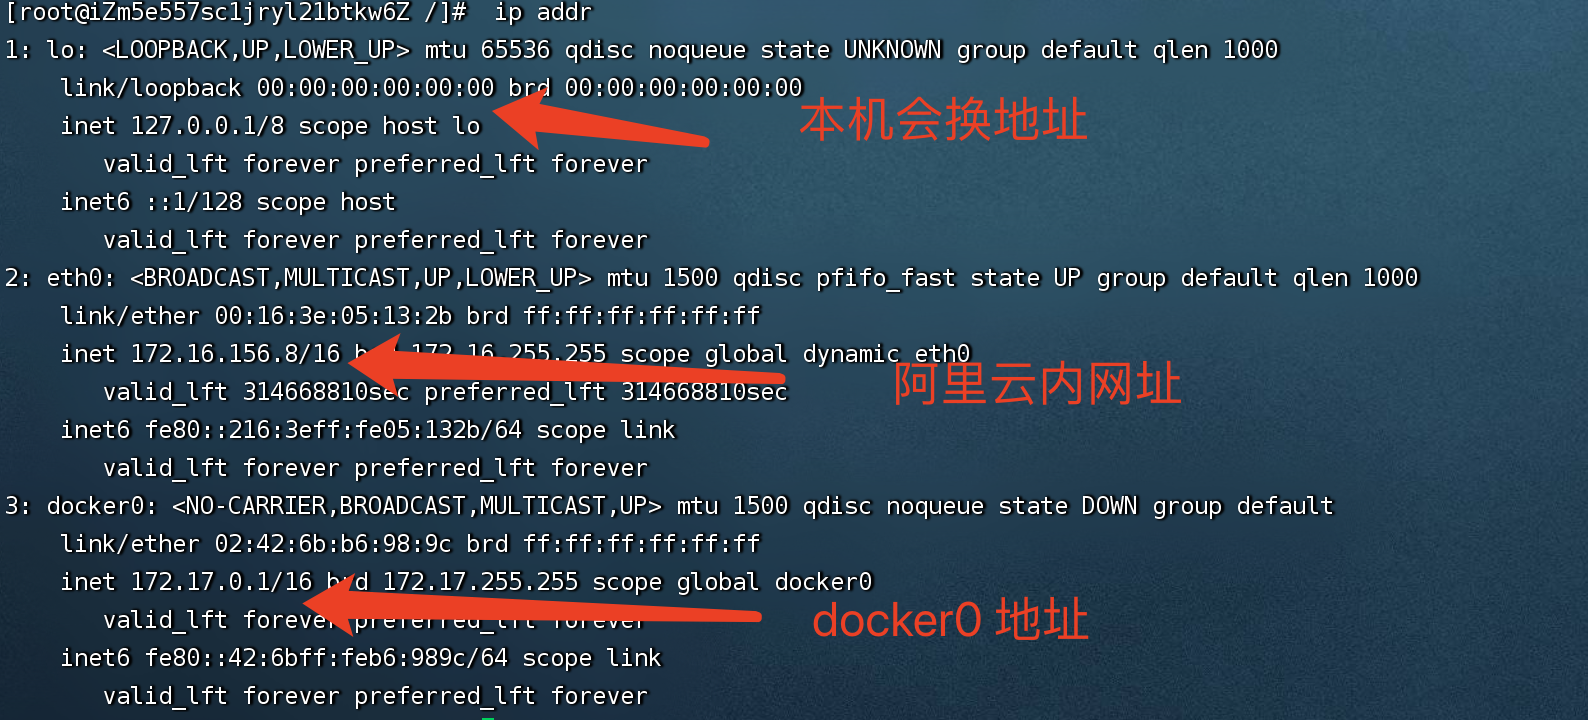 [root@iZm5e557sc1jryl21btkw6Z /]#  ip addr
1: lo: <LOOPBACK,UP,LOWER_UP> mtu 65536 qdisc noqueue state UNKNOWN group default qlen 1000
link/loopback 00:00:00:00:00:00 brd 00:00:00:00:00:00
本机会换地址
inet 127.0.0.1/8 scope host lo
valid_lft forever preferred_lft forever
inet6 ::1/128 scope host
valid_lft forever preferred_lft forever
2: eth0: <BROADCAST,MULTICAST,UP,LOWER_UP> mtu 1500 qdisc pfifo_fast state UP group default qlen 1000
link/ether 00:16:3e:05:13:2b brd ff:ff:ff:ff:ff:ff
inet 172.16.156.8/16 brd 172.16.255.255 scope global dynamic eth0
阿里云内网址
valid_lft 314668810sec preferred_lft 314668810sec
inet6 fe80::216:3eff:fe05:132b/64 scope link
valid_lft forever preferred_lft forever
3: docker0: <NO-CARRIER,BROADCAST,MULTICAST,UP> mtu 1500 qdisc noqueue state DOWN group default
link/ether 02:42:6b:b6:98:9c brd ff:ff:ff:ff:ff:ff
inet 172.17.0.1/16 brd 172.17.255.255 scope global docker0
valid_lft forever preferred_lft forever
docker0 地址
inet6 fe80::42:6bff:feb6:989c/64 scope link
valid_lft forever preferred_lft forever